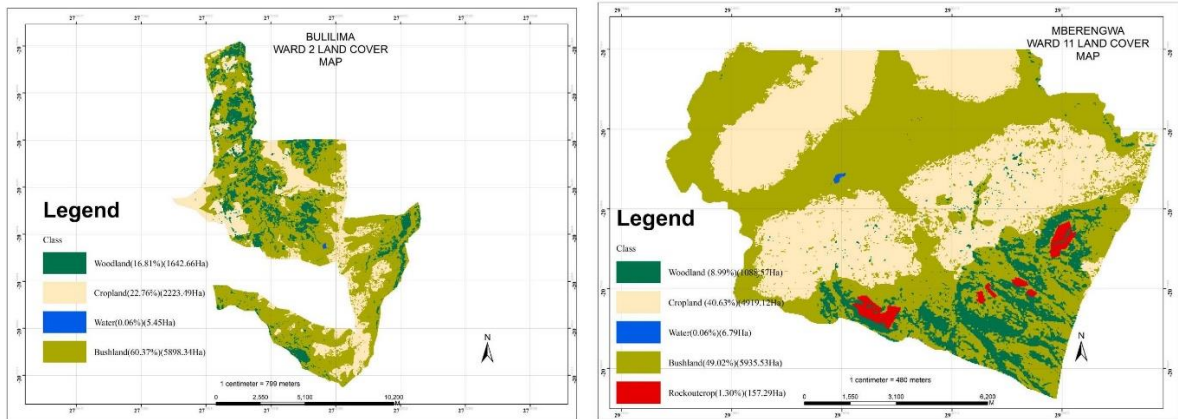 BULILIMA
WARD 2 LAND COVER
MAP
Legend
Class
Woodland(16.81%)(1642.66Ha)
Cropland(22.76%)(2223.49Ha)
Water(0.06%)(5.45Ha)
Bushland(60.37%)(5898.34Ha)
N
1 centimeter = 799 meters
0 2,550 5,100 10,200
M
MBERENGWA
WARD 11 LAND COVER
MAP
Legend
Class
Woodland (8.99%)(1088.57Ha)
Cropland (40.63%)(4919.12Ha)
Water(0.06%)(6.79Ha)
Bushland(49.02%)(5935.53Ha)
Rockoutcrop(1.30%)(157.29Ha)
N
1 centimeter = 480 meters
0 1,550 3,100 6,200
M